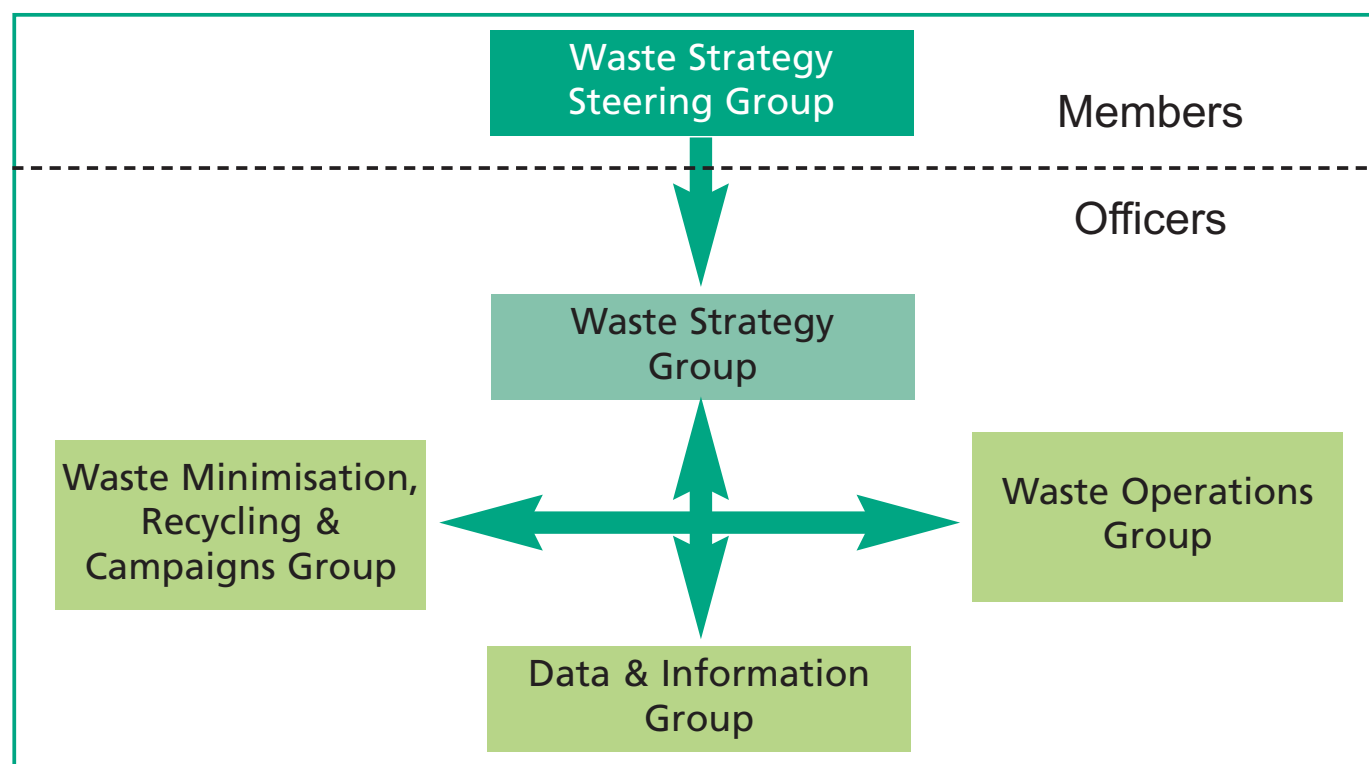 Waste Strategy
Steering Group
Members
Officers
Waste Strategy
Group
Waste Minimisation,
Recycling &
Campaigns Group
Waste Operations
Group
Data & Information
Group